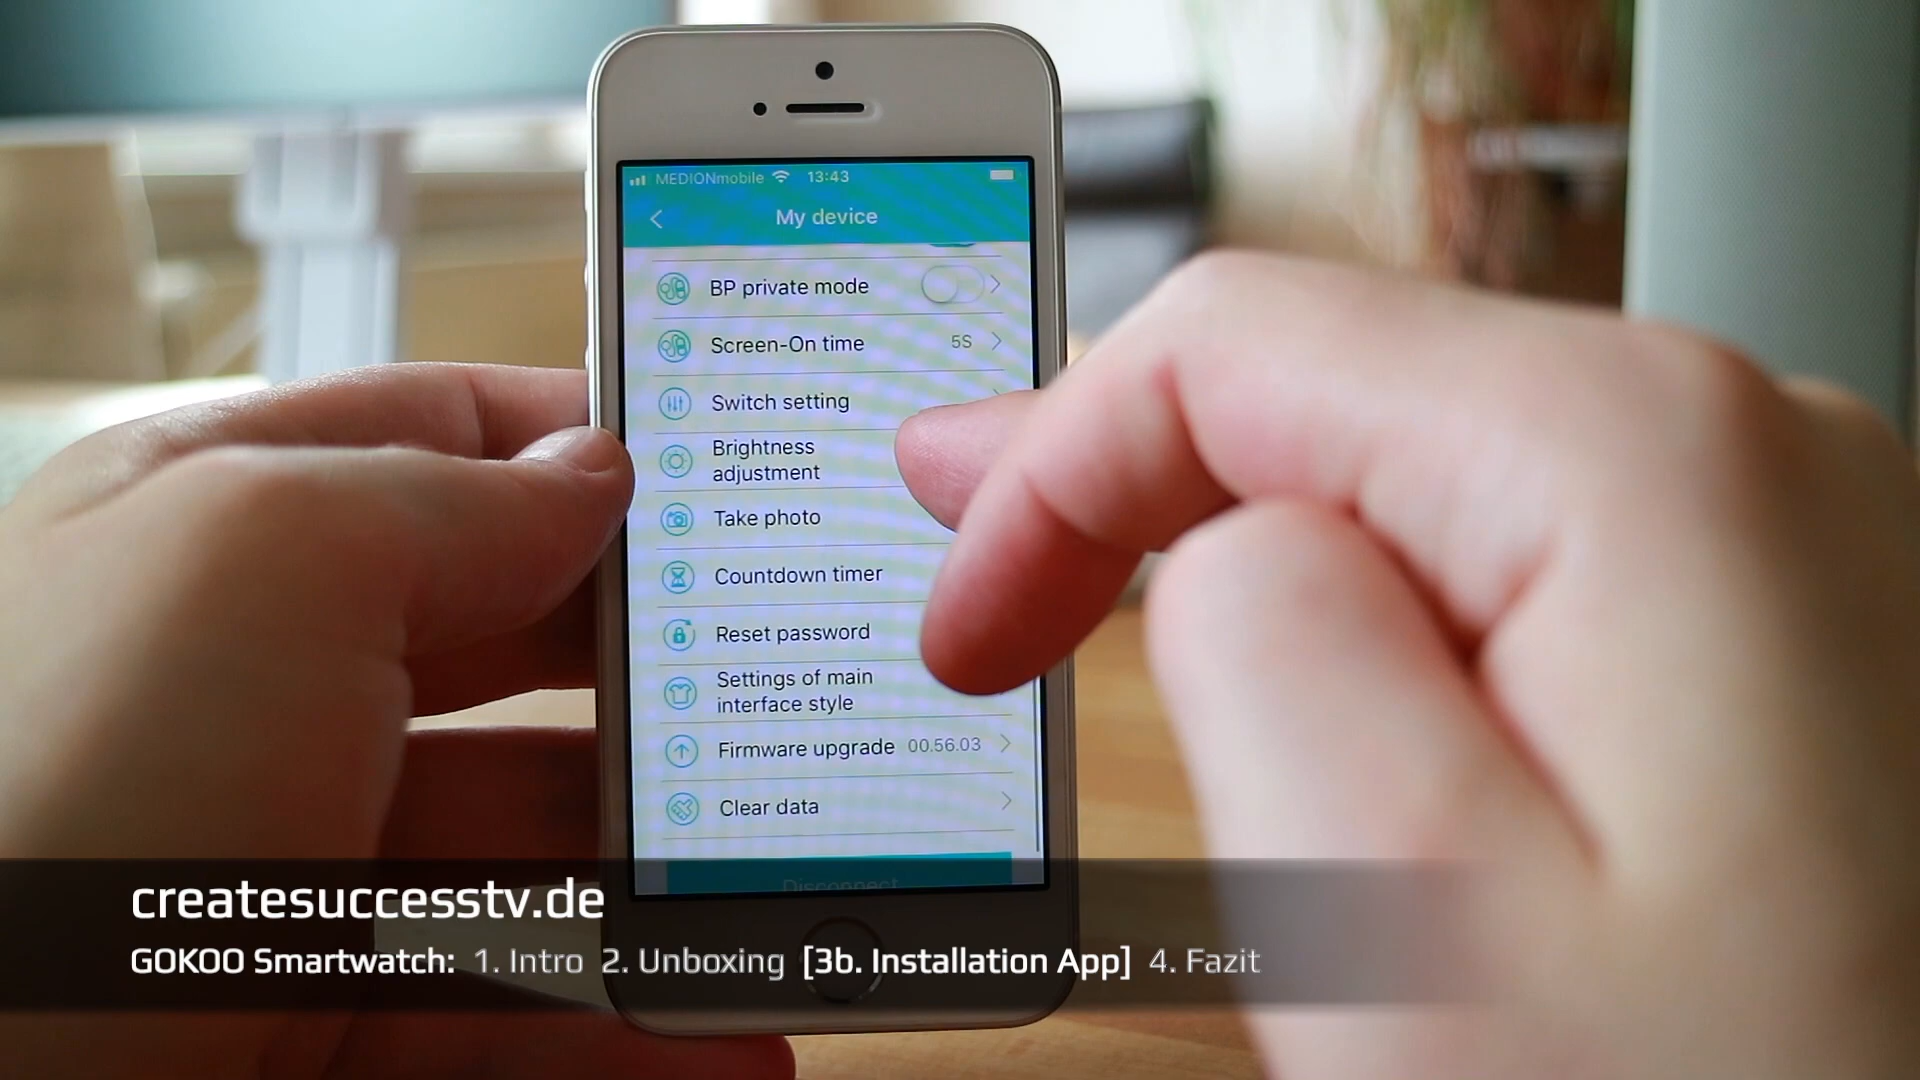 MEDIONmobile 13:43
My device
BP private mode
Screen-On time 5S
Switch setting
Brightness
adjustment
Take photo
Countdown timer
Reset password
Settings of main
interface style
Firmware upgrade 00.56.03
Clear data
Disconnect
createsuccesstv.de
GOKOO Smartwatch: 1. Intro 2. Unboxing [3b. Installation App] 4. Fazit